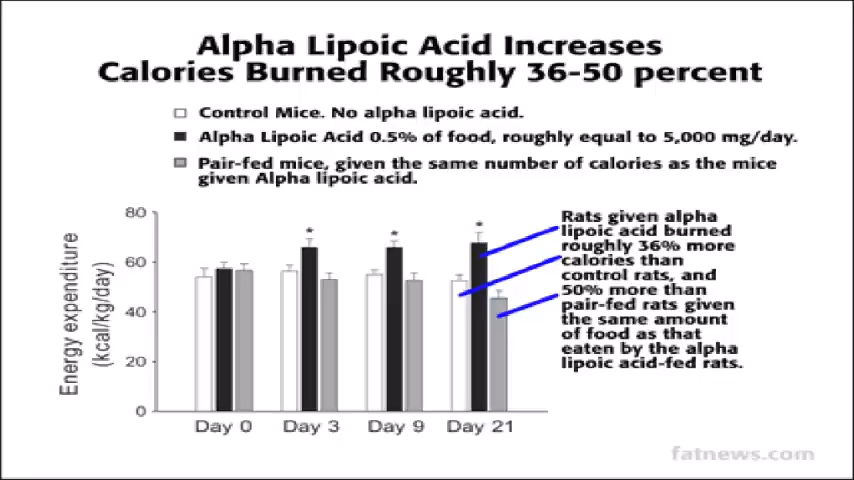 Alpha Lipoic Acid Increases
Calories Burned Roughly 36-50 percent
Control Mice. No alpha lipoic acid.
Alpha Lipoic Acid 0.5% of food, roughly equal to 5,000 mg/day.
Pair-fed mice, given the same number of calories as the mice
given Alpha lipoic acid.
Energy expenditure
(kcal/kg/day)
80
60
40
20
0
*
*
*
Day 0
Day 3
Day 9
Day 21
Rats given alpha
lipoic acid burned
roughly 36% more
calories than
control rats, and
50% more than
pair-fed rats given
the same amount
of food as that
eaten by the alpha
lipoic acid-fed rats.
fatnews.com